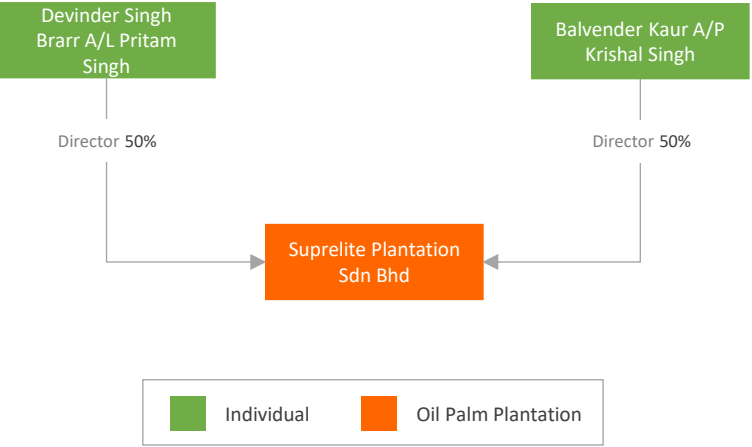 Devinder Singh
Brarr A/L Pritam
Singh
Balvender Kaur A/P
Krishal Singh
Director 50%
Director 50%
Suprelite Plantation
Sdn Bhd
Individual
Oil Palm Plantation